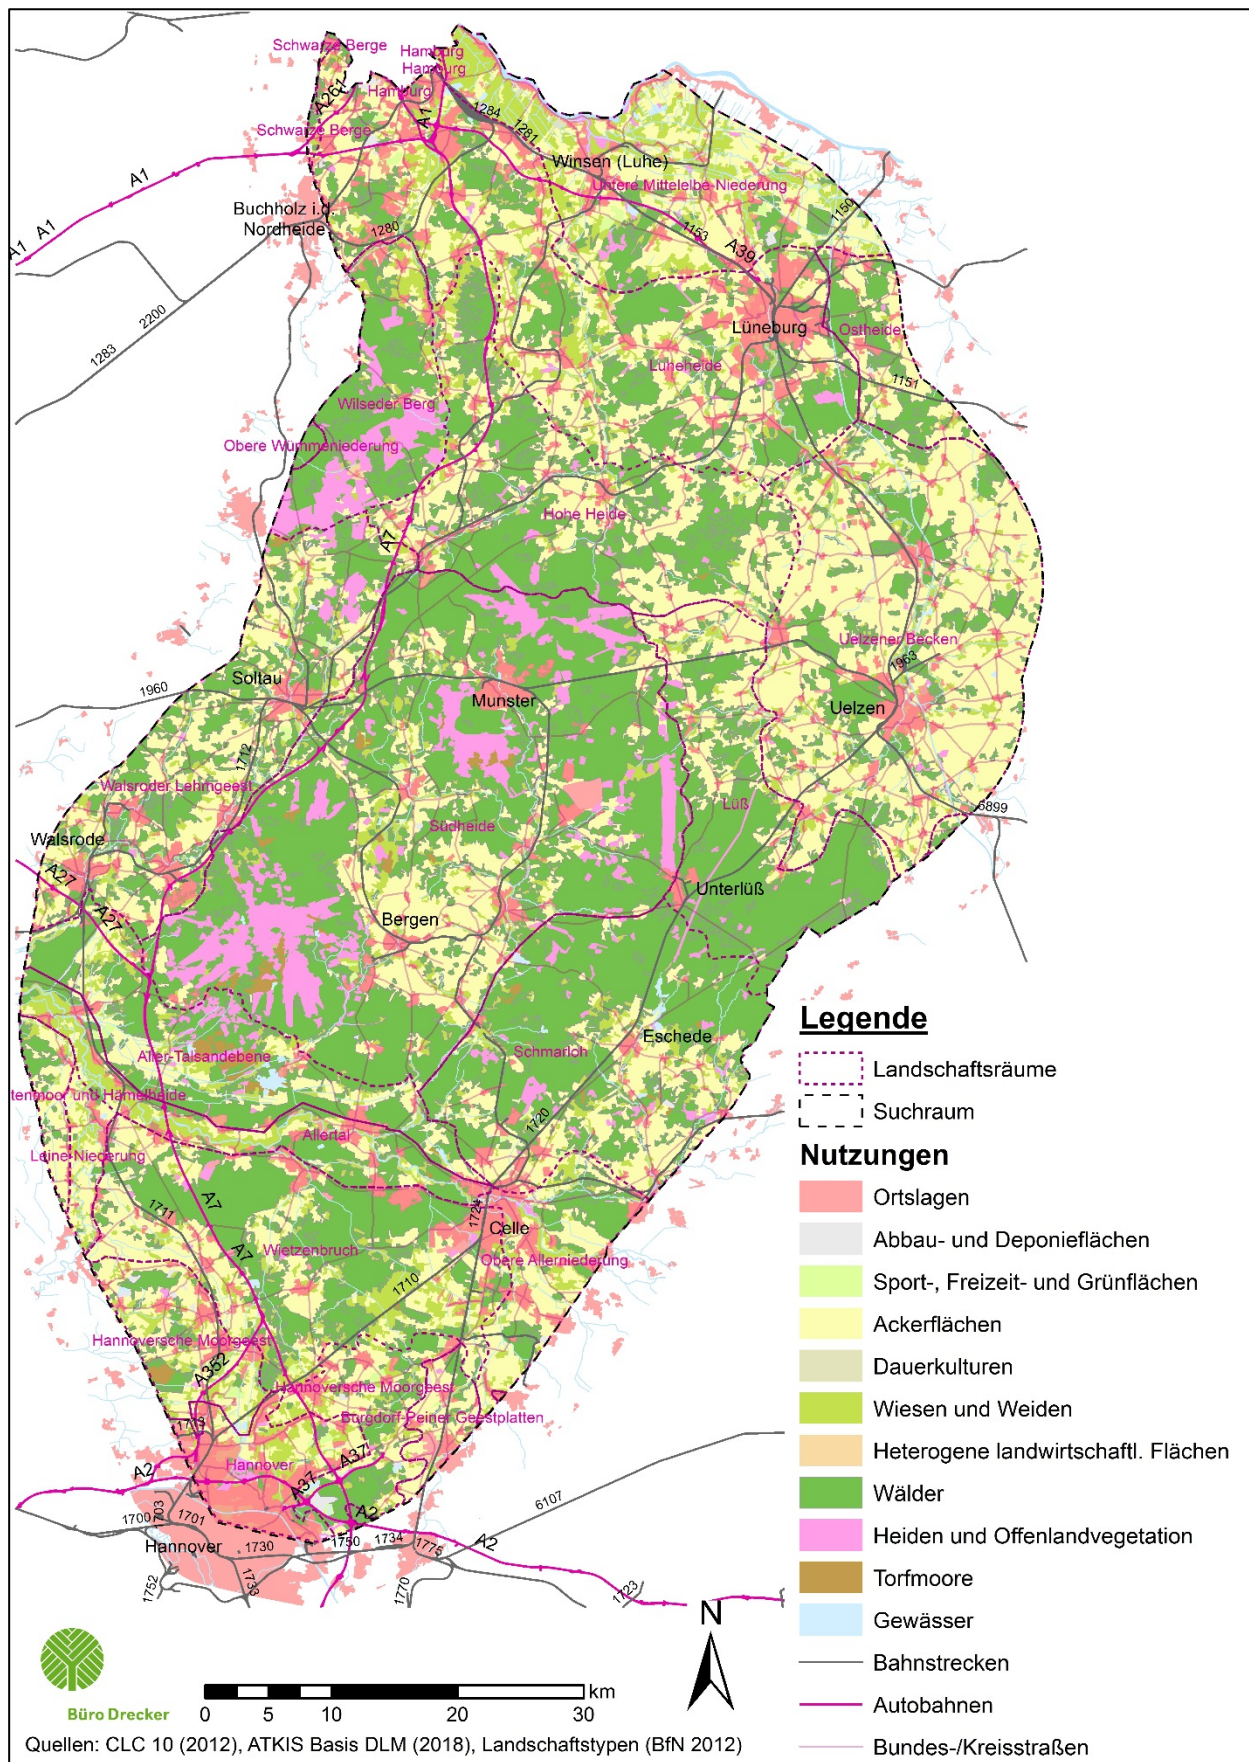 Schwarze Berge
Hamburg
Hamburg
Hamburg
A261
A1
1284
1281
Schwarze Berge
Winsen (Luhe)
Untere Mittelelbe-Niederung
A1
A1
A1
Buchholz i.d.
Nordheide
1280
1150
1153
A39
2200
1283
Lüneburg
Ostheide
Luheheide
1151
Wilseder Berg
Obere Wümmeniederung
Hohe Heide
A7
Uelzener Becken
1963
Soltau
1960
Munster
Uelzen
1712
Walsroder Lehmgeest
Lüß
Südheide
6899
Walsrode
A27
A27
Unterlüß
Bergen
Eschede
Schmarloh
Aller-Talsandebene
tenmoor und Hämelheide
1720
Allertal
Leine-Niederung
A7
1711
A7
1721
Celle
Wietzenbruch
Obere Allerniederung
1710
Hannoversche Moorgeest
A352
Hannoversche Moorgeest
Burgdorf-Peiner Geestplatten
1713
Hannover
A2
A37
A37
A2
A2
6107
1700
1703
1701
Hannover
1730
1750
1734
1775
1752
1733
1770
1723
Legende
Landschaftsräume
Suchraum
Nutzungen
Ortslagen
Abbau- und Deponieflächen
Sport-, Freizeit- und Grünflächen
Ackerflächen
Dauerkulturen
Wiesen und Weiden
Heterogene landwirtschaftl. Flächen
Wälder
Heiden und Offenlandvegetation
Torfmoore
Gewässer
Bahnstrecken
Autobahnen
Bundes-/Kreisstraßen
N
Büro Drecker
km
0 5 10 20 30
Quellen: CLC 10 (2012), ATKIS Basis DLM (2018), Landschaftstypen (BfN 2012)